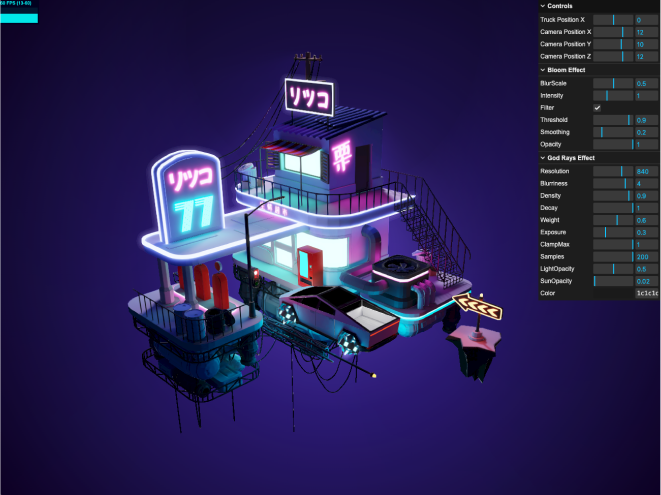 60 FPS (13-60)
リツコ
リツコ
77
Controls
Truck Position X 0
Camera Position X 12
Camera Position Y 10
Camera Position Z 12
Bloom Effect
BlurScale 0.5
Intensity 1
Filter
Threshold 0.9
Smoothing 0.2
Opacity 1
God Rays Effect
Resolution 840
Blurriness 4
Density 0.9
Decay 1
Weight 0.6
Exposure 0.3
ClampMax 1
Samples 200
LightOpacity 0.5
SunOpacity 0.02
Color 1c1c1c